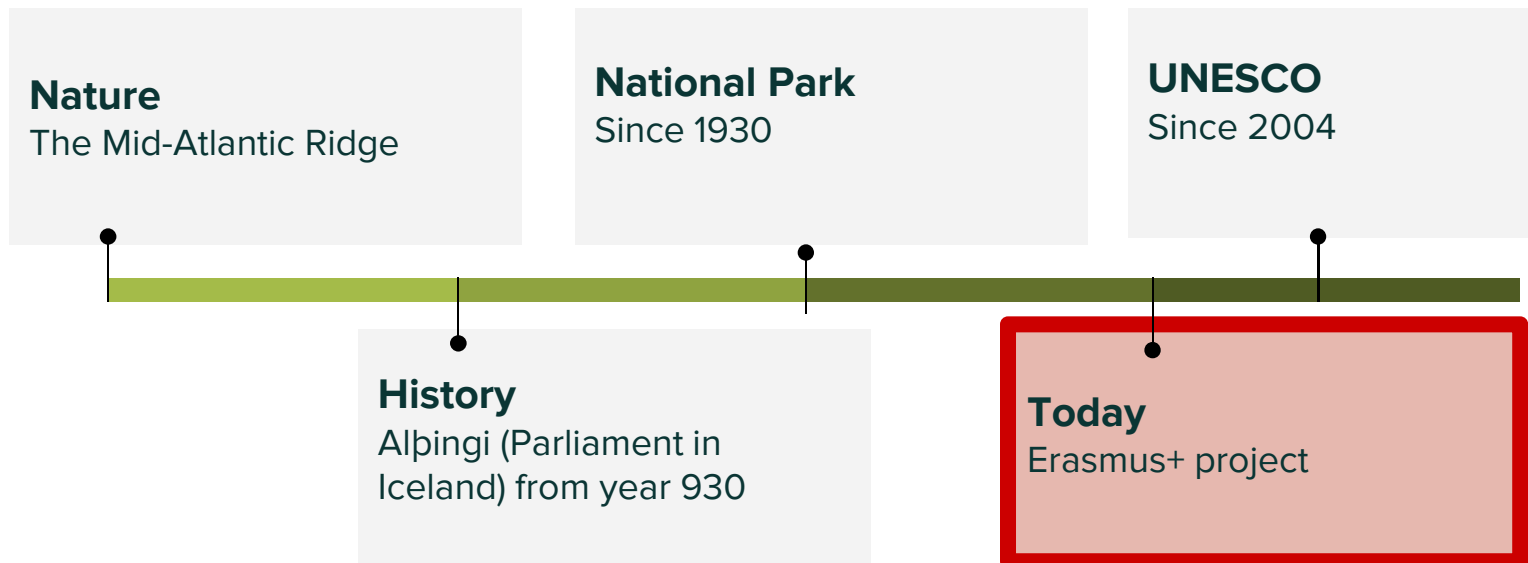 Nature
The Mid-Atlantic Ridge
National Park
Since 1930
UNESCO
Since 2004
History
Alþingi (Parliament in
Iceland) from year 930
Today
Erasmus+ project